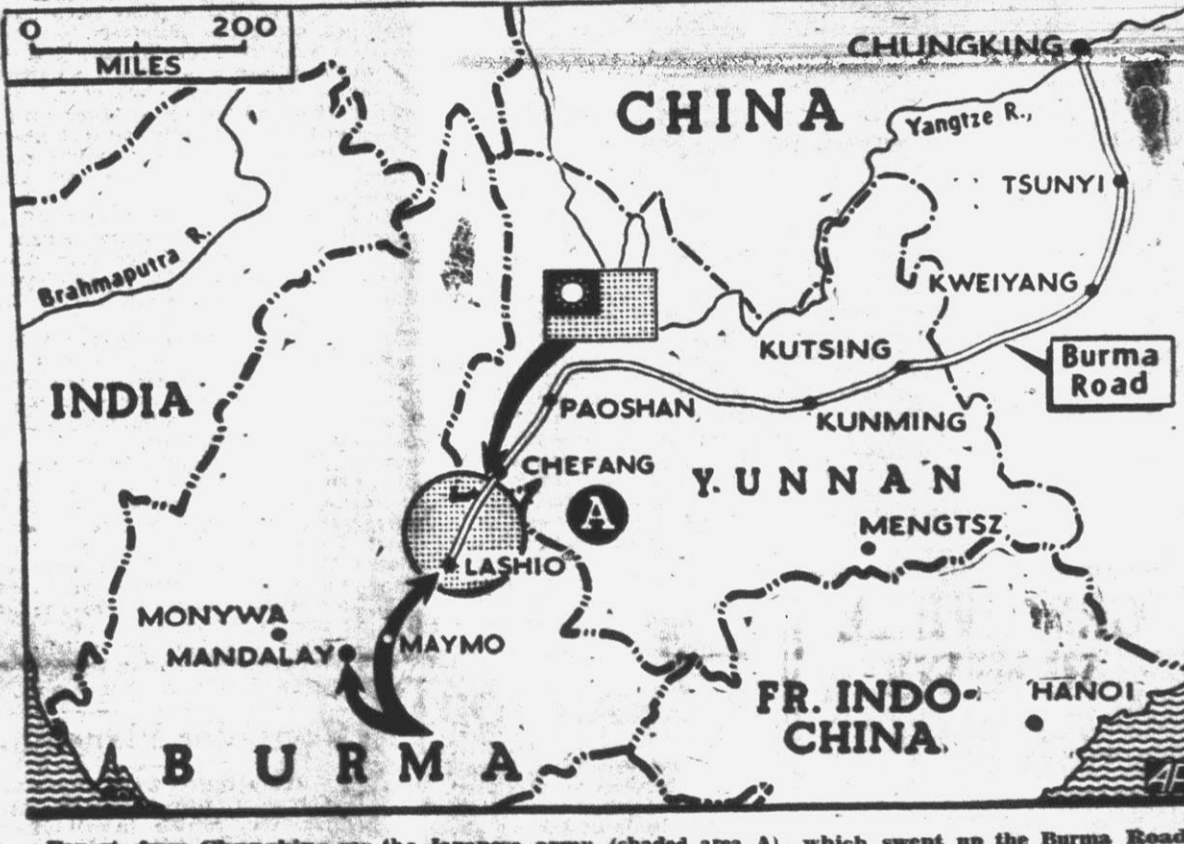 0 200
MILES
CHUNGKING
CHINA
Yangtze R.,
TSUNYI
Brahmaputra R.
KWEIYANG
KUTSING
Burma
Road
INDIA
PAOSHAN
KUNMING
CHEFANG
YUNNAN
A
MENGTSZ
LASHIO
MONYWA
MAYMO
MANDALAY
FR. INDO-
CHINA
HANOI
BURMA
AP
the Japanese army (shaded area A), which swept up the Burma Road